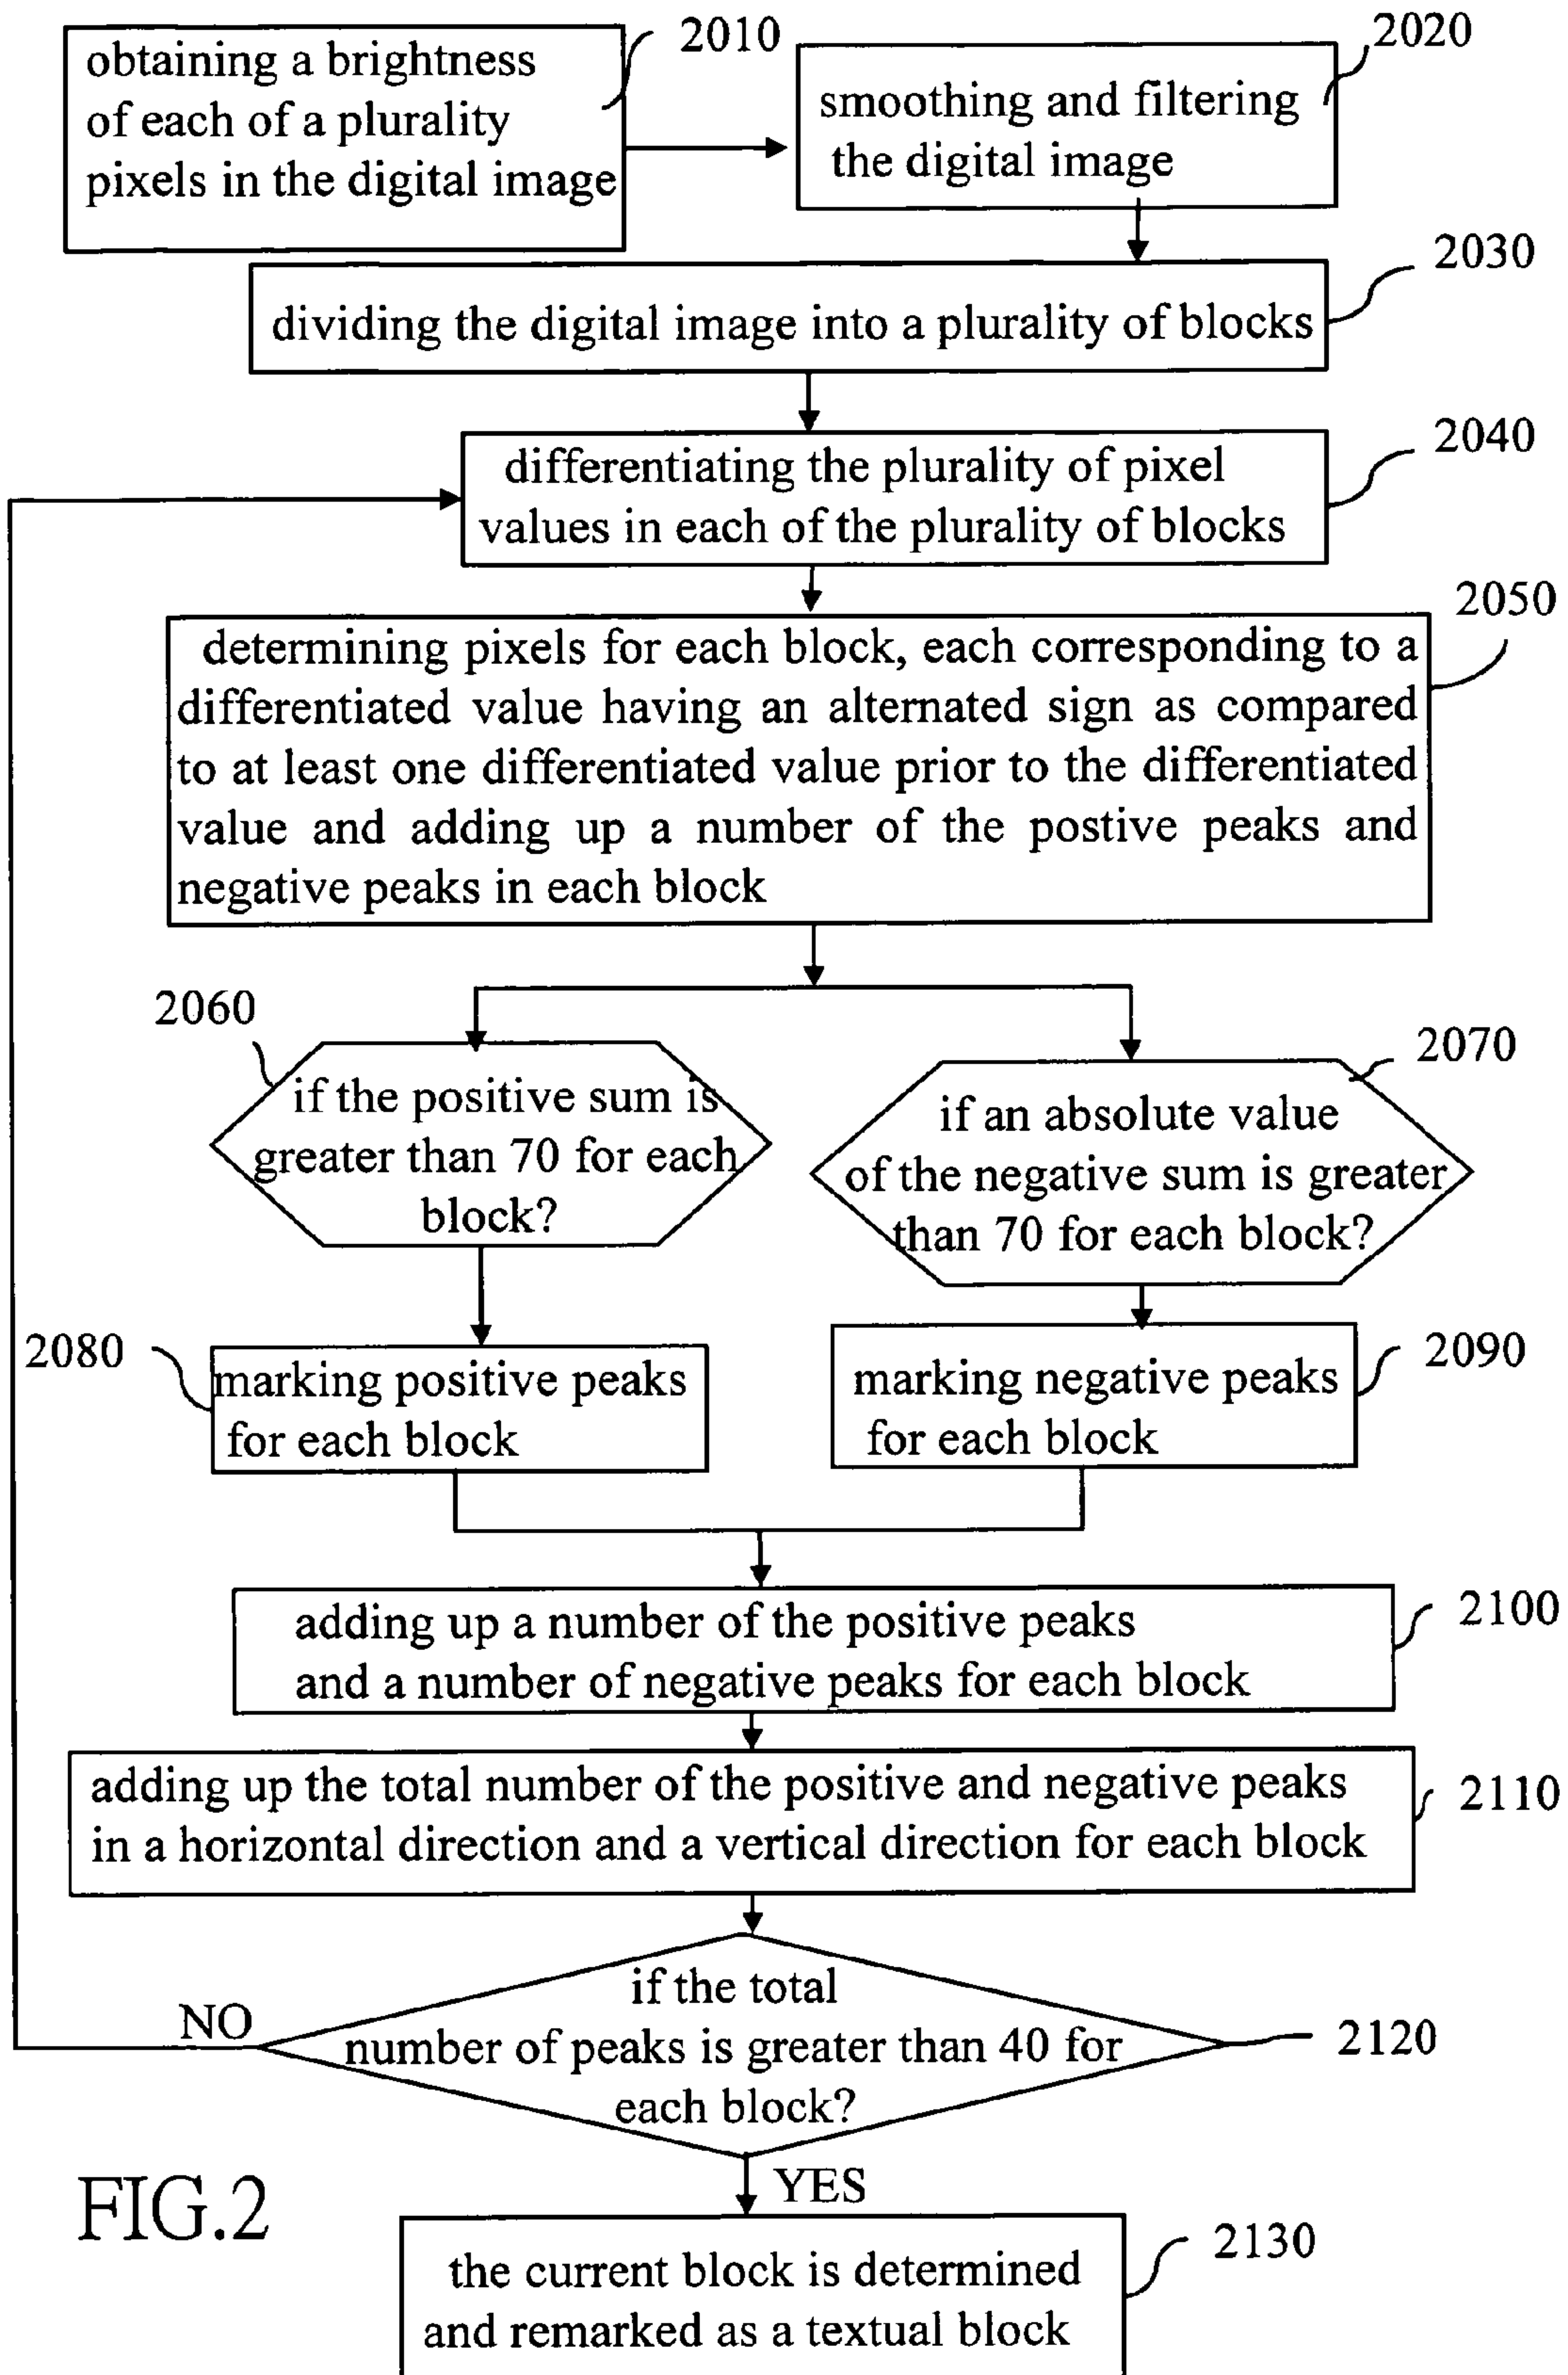 2010
obtaining a brightness
of each of a plurality
pixels in the digital image
2020
smoothing and filtering
the digital image
2030
dividing the digital image into a plurality of blocks
2040
differentiating the plurality of pixel
values in each of the plurality of blocks
2050
determining pixels for each block, each corresponding to a
differentiated value having an alternated sign as compared
to at least one differentiated value prior to the differentiated
value and adding up a number of the postive peaks and
negative peaks in each block
2060
if the positive sum is
greater than 70 for each
block?
2070
if an absolute value
of the negative sum is greater
than 70 for each block?
2080
marking positive peaks
for each block
2090
marking negative peaks
for each block
2100
adding up a number of the positive peaks
and a number of negative peaks for each block
2110
adding up the total number of the positive and negative peaks
in a horizontal direction and a vertical direction for each block
NO
if the total
number of peaks is greater than 40 for
each block?
2120
YES
FIG.2
2130
the current block is determined
and remarked as a textual block